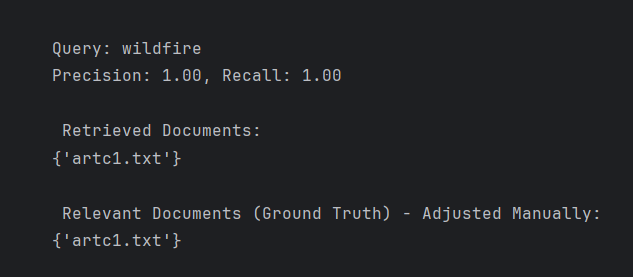 Query: wildfire
Precision: 1.00, Recall: 1.00
Retrieved Documents:
{'artc1.txt'}
Relevant Documents (Ground Truth) - Adjusted Manually:
{'artc1.txt'}